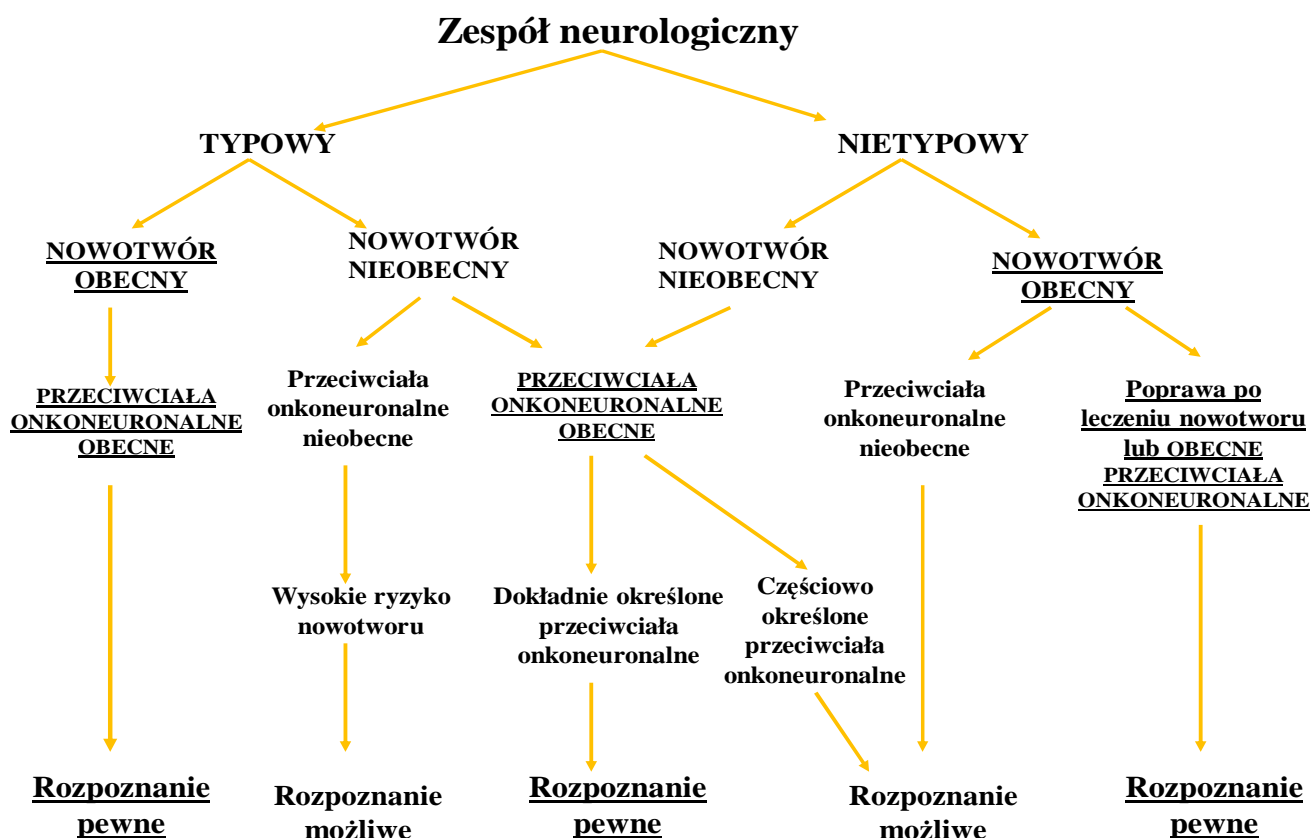 Zespół neurologiczny
TYPOWY
NIETYPOWY
NOWOTWÓR
OBECNY
NOWOTWÓR
NIEOBECNY
NOWOTWÓR
NIEOBECNY
NOWOTWÓR
OBECNY
PRZECIWCIAŁA
ONKONEURONALNE
OBECNE
Przeciwciała
onkoneuronalne
nieobecne
PRZECIWCIAŁA
ONKONEURONALNE
OBECNE
Przeciwciała
onkoneuronalne
nieobecne
Poprawa po
leczeniu nowotworu
lub OBECNE
PRZECIWCIAŁA
ONKONEURONALNE
Wysokie ryzyko
nowotworu
Dokładnie określone
przeciwciała
onkoneuronalne
Częściowo
określone
przeciwciała
onkoneuronalne
Rozpoznanie
pewne
Rozpoznanie
możliwe
Rozpoznanie
pewne
Rozpoznanie
możliwe
Rozpoznanie
pewne